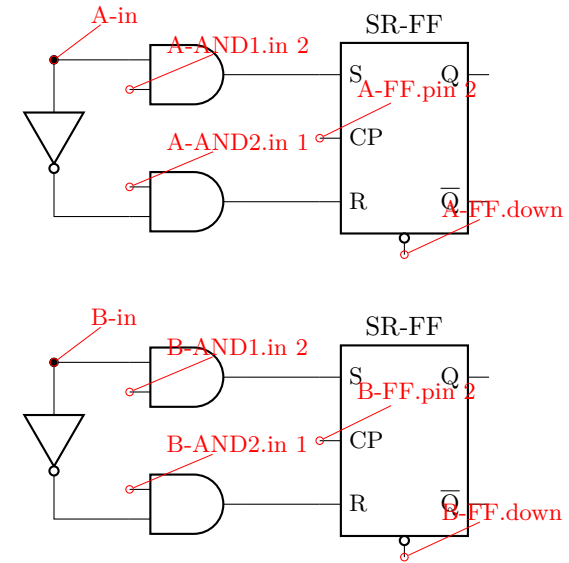 A-in
SR-FF
A-AND1.in 2
S
Q
A-FF.pin 2
CP
A-AND2.in 1
R
Q
A-FF.down
B-in
SR-FF
B-AND1.in 2
S
Q
B-FF.pin 2
CP
B-AND2.in 1
R
Q
B-FF.down